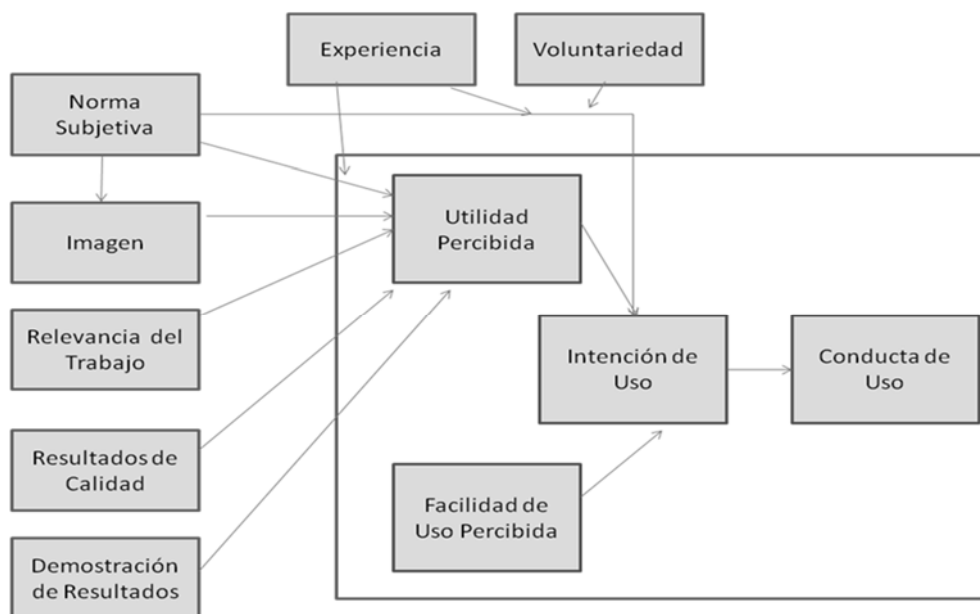 Experiencia
Voluntariedad
Norma
Subjetiva
Imagen
Utilidad
Percibida
Relevancia del
Trabajo
Intención de
Uso
Conducta de
Uso
Resultados de
Calidad
Facilidad de
Uso Percibida
Demostración
de Resultados